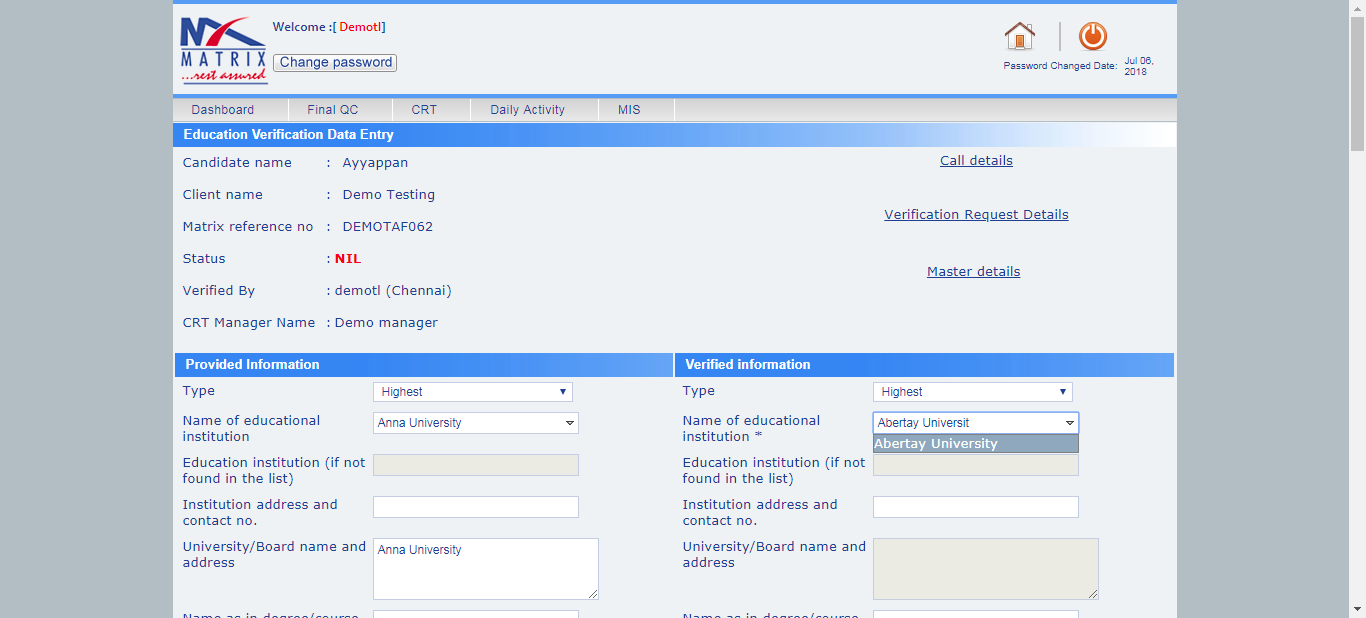 MATRIX
...rest assured
Welcome :[ Demotl]
Change password
Password Changed Date: Jul 06, 2018
Dashboard Final QC CRT Daily Activity MIS
Education Verification Data Entry
Candidate name : Ayyappan
Call details
Client name : Demo Testing
Verification Request Details
Matrix reference no : DEMOTAF062
Status : NIL
Master details
Verified By : demotl (Chennai)
CRT Manager Name : Demo manager
Provided Information
Type Highest
Name of educational institution Anna University
Education institution (if not found in the list)
Institution address and contact no.
University/Board name and address Anna University
Name as in degree/course
Verified information
Type Highest
Name of educational institution * Abertay Universit
Abertay University
Education institution (if not found in the list)
Institution address and contact no.
University/Board name and address
Name as in degree/course